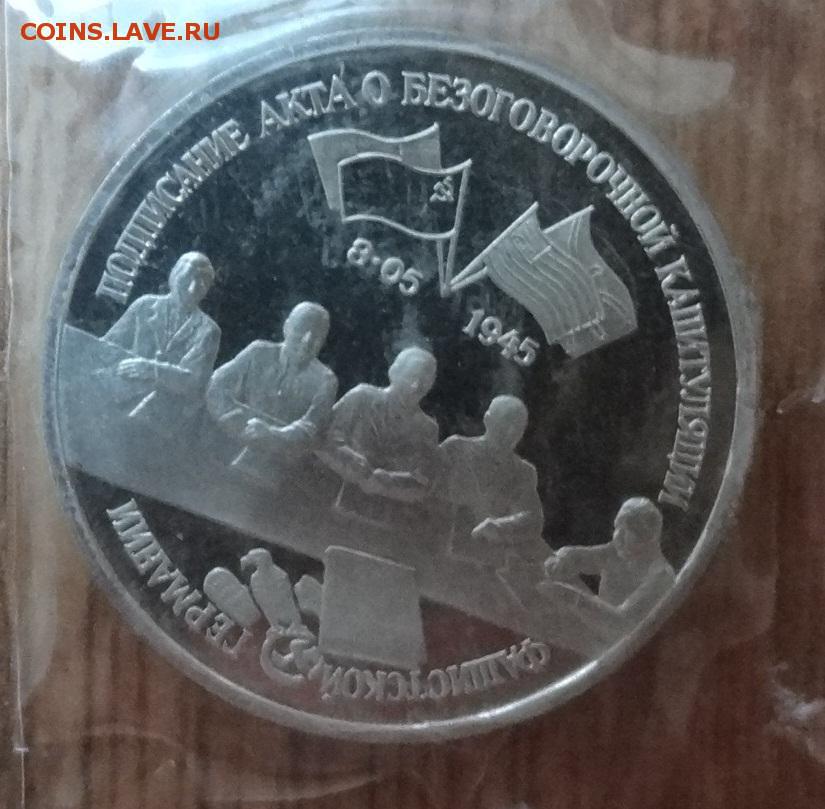 COINS.LAVE.RU
ПОДПИСАНИЕ АКТА О БЕЗОГОВОРОЧНОЙ КАПИТУЛЯЦИИ
8·05
1945
ФАШИСТСКОЙ ГЕРМАНИИ